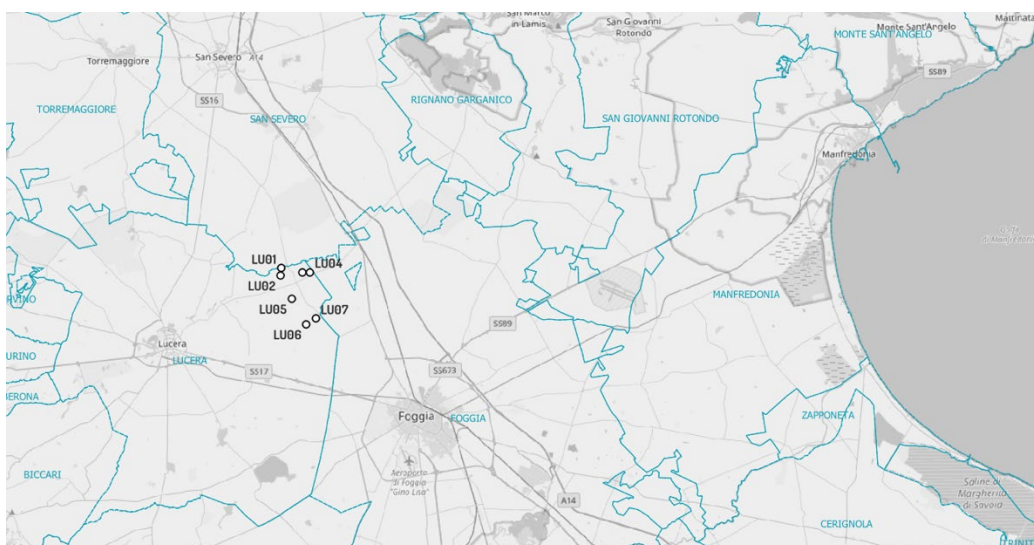 San Marco
in Lamis
San Giovanni
Rotondo
Monte Sant'Angelo
Mattinata
MONTE SANT'ANGELO
Torremaggiore
San Severo
A14
SS89
SS16
RIGNANO GARGANICO
TORREMAGGIORE
SAN SEVERO
SAN GIOVANNI ROTONDO
Manfredonia
LU01
LU04
LU02
MANFREDONIA
LU05
LU07
LU06
SS89
Lucera
LUCERA
SS17
SS673
Foggia
FOGGIA
ZAPPONETA
BICCARI
Aeroporto
di Foggia
"Gino Lisa"
A14
Saline di
Margherita
di Savoia
CERIGNOLA